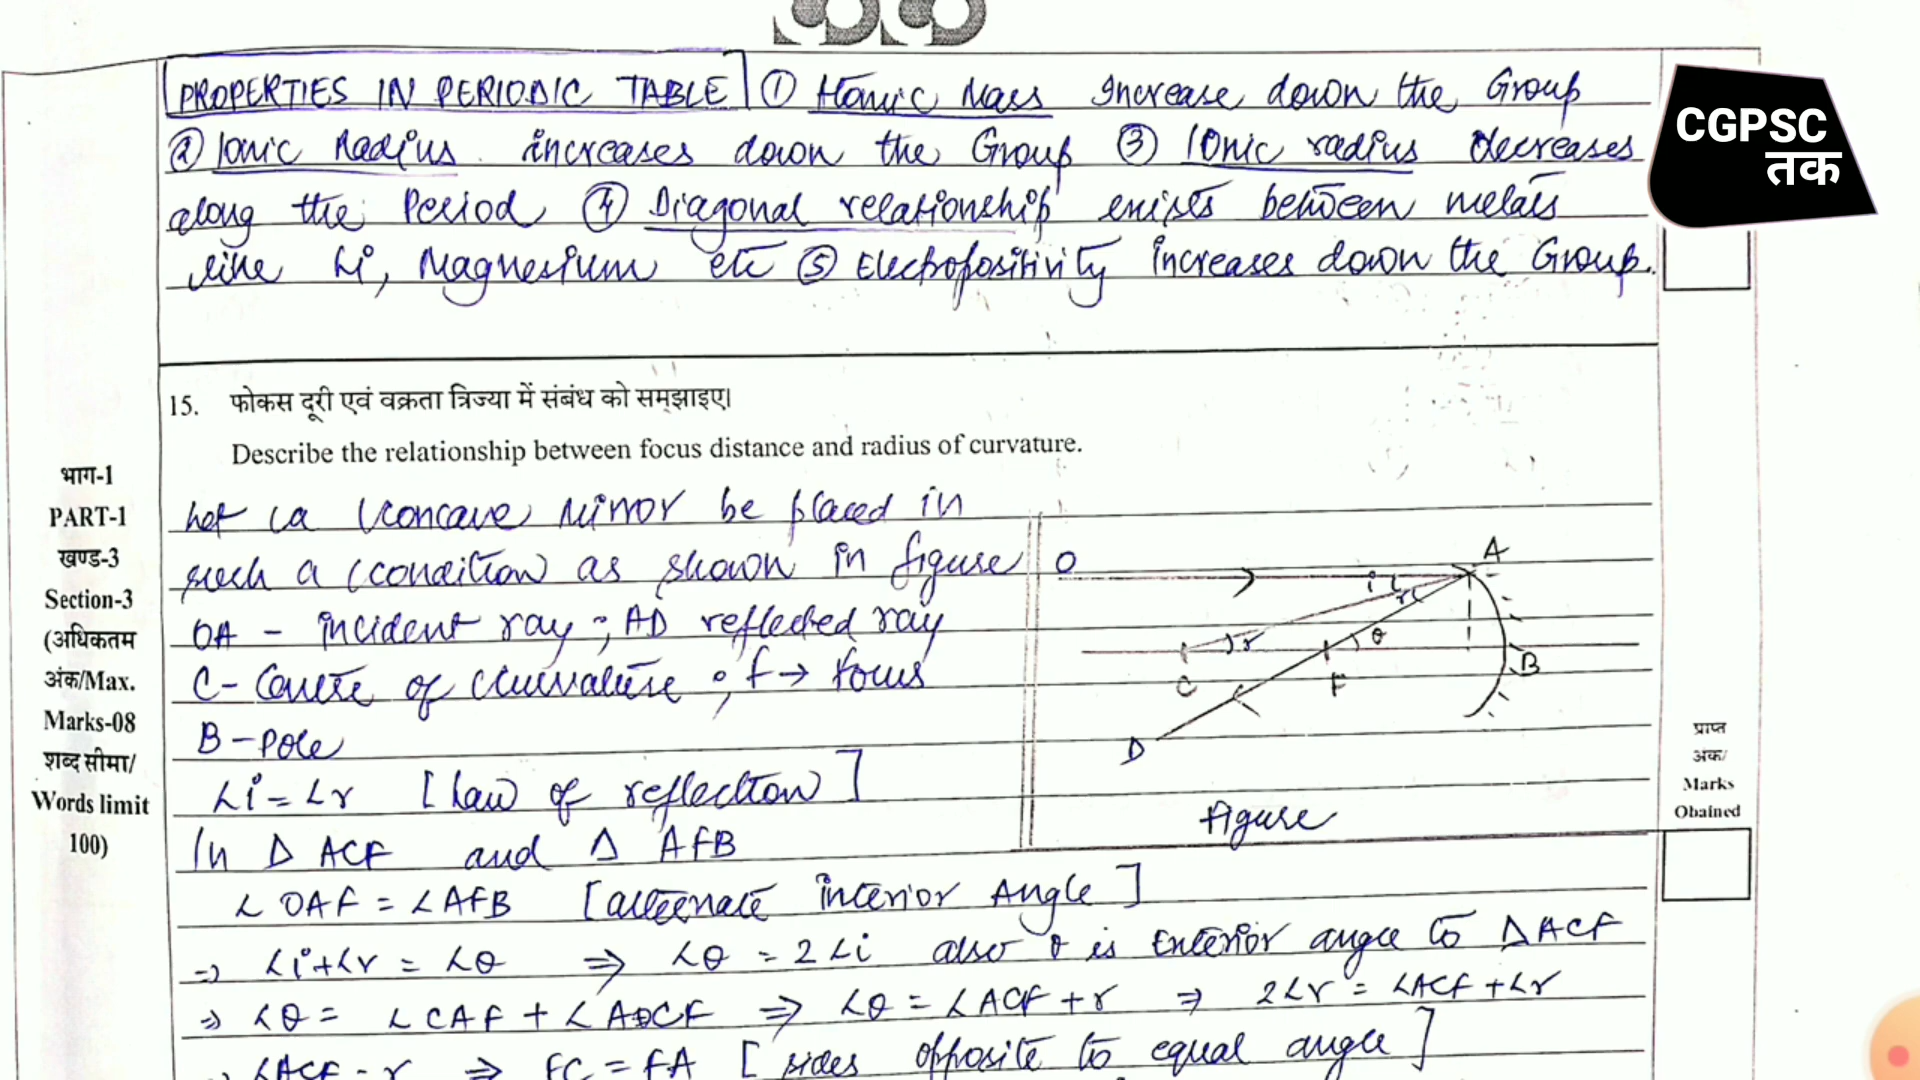 PROPERTIES IN PERIODIC TABLE ① Atomic Mass Increase down the Group
② Ionic Radius increases down the Group ③ Ionic radius decreases
along the Period ④ Diagonal relationship exists between metals
like Li, Magnesium etc ⑤ Electropositivity increases down the Group.
CGPSC
तक
15. फोकस दूरी एवं वक्रता त्रिज्या में संबंध को समझाइए।
Describe the relationship between focus distance and radius of curvature.
भाग-1
PART-1
खण्ड-3
Section-3
(अधिकतम
अंक/Max.
Marks-08
शब्द सीमा/
Words limit
100)
Let a concave mirror be placed in
such a condition as shown in figure
OA - incident ray ; AD reflected ray
C - Centre of curvature ; f → focus
B - Pole
∠i = ∠r [Law of reflection]
In Δ ACF and Δ AFB
∠OAF = ∠AFB [alternate interior Angle]
⇒ ∠i+∠r = ∠θ ⇒ ∠θ = 2∠i also θ is Exterior angle to ΔACF
⇒ ∠θ = ∠CAF + ∠ACF ⇒ ∠θ = ∠ACF + r ⇒ 2∠r = ∠ACF + ∠r
∠ACF = r ⇒ FC = FA [sides opposite to equal angle]
O
A
i
r
r
θ
B
C
F
D
Figure
प्राप्त
अंक/
Marks
Obained